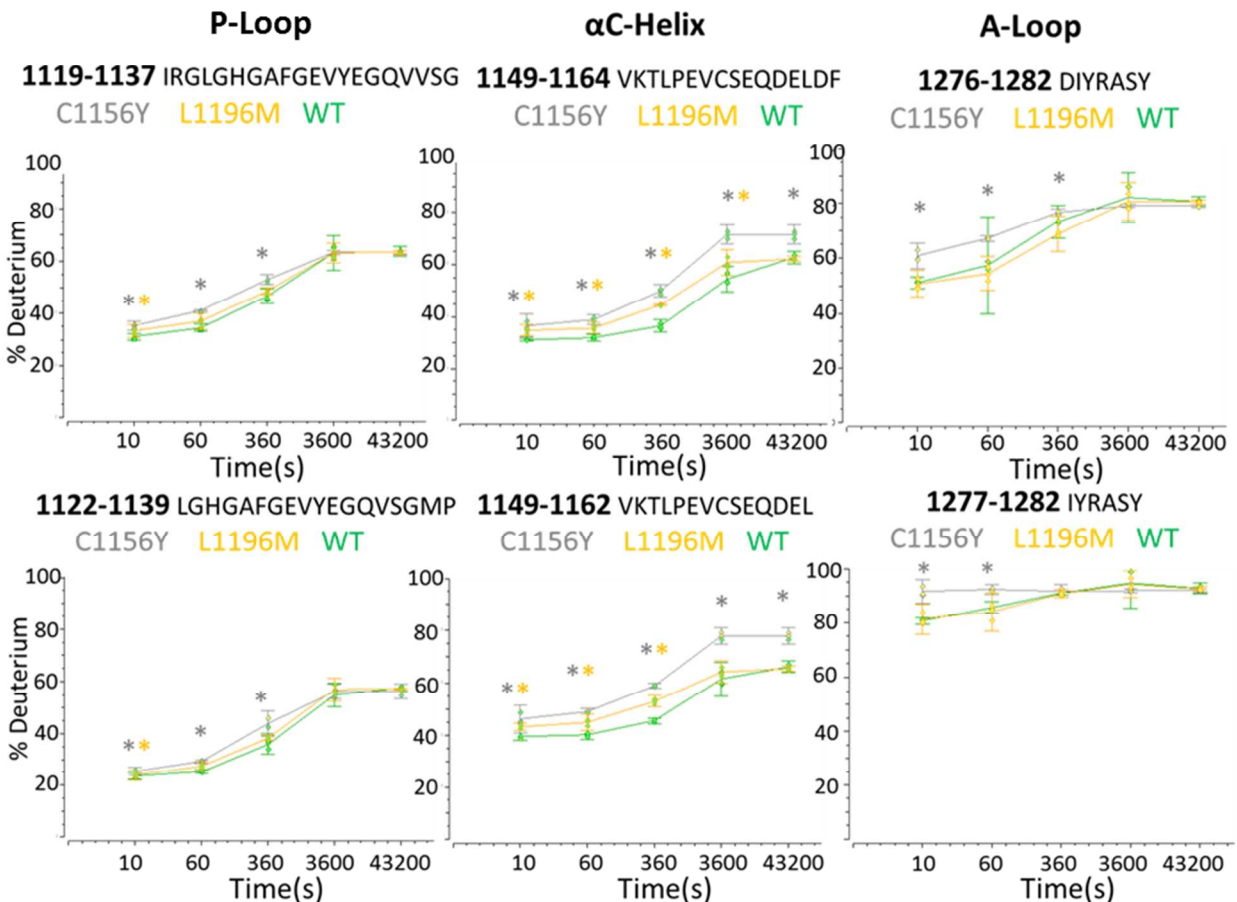 P-Loop
αC-Helix
A-Loop
1119-1137 IRGLGHGAFGEVYEGQVVSG
1149-1164 VKTLPEVCSEQDELDF
1276-1282 DIYRASY
C1156Y L1196M WT
C1156Y L1196M WT
C1156Y L1196M WT
% Deuterium
100
80
60
40
20
10 60 360 3600 43200
Time(s)
* *
*
*
100
80
60
40
20
10 60 360 3600 43200
Time(s)
* *
* *
* *
* *
*
100
80
60
40
20
10 60 360 3600 43200
Time(s)
*
*
*
1122-1139 LGHGAFGEVYEGQVSGMP
1149-1162 VKTLPEVCSEQDEL
1277-1282 IYRASY
C1156Y L1196M WT
C1156Y L1196M WT
C1156Y L1196M WT
% Deuterium
100
80
60
40
20
10 60 360 3600 43200
Time(s)
* *
*
*
100
80
60
40
20
10 60 360 3600 43200
Time(s)
* *
* *
* *
*
*
100
80
60
40
20
10 60 360 3600 43200
Time(s)
*
*